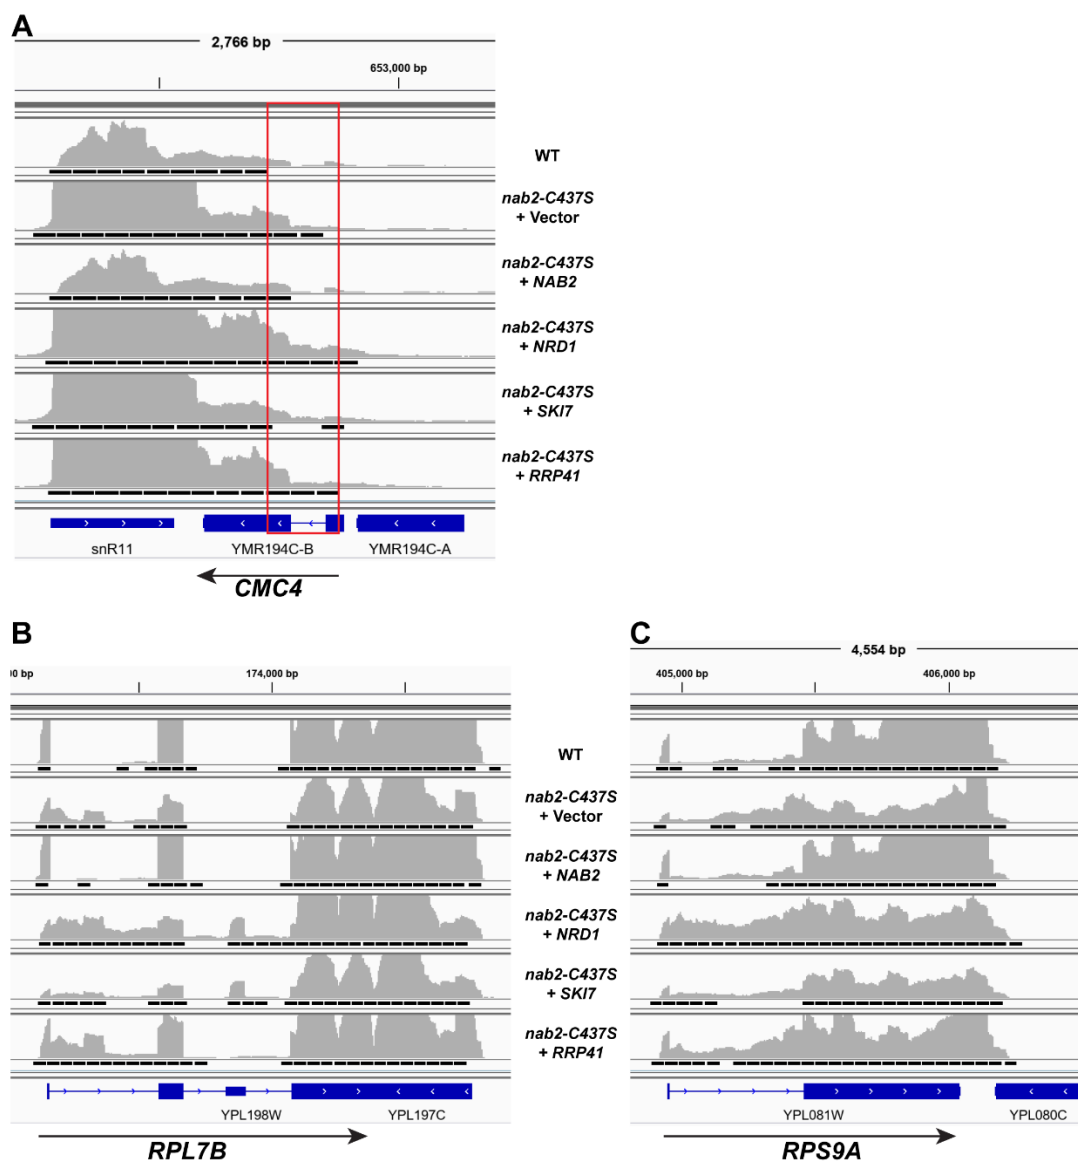 A
2,766 bp
653,000 bp
WT
nab2-C437S
+ Vector
nab2-C437S
+ NAB2
nab2-C437S
+ NRD1
nab2-C437S
+ SKI7
nab2-C437S
+ RRP41
snR11 YMR194C-B YMR194C-A
CMC4
B
00 bp 174,000 bp
WT
nab2-C437S
+ Vector
nab2-C437S
+ NAB2
nab2-C437S
+ NRD1
nab2-C437S
+ SKI7
nab2-C437S
+ RRP41
YPL198W YPL197C
RPL7B
C
4,554 bp
405,000 bp 406,000 bp
YPL081W YPL080C
RPS9A